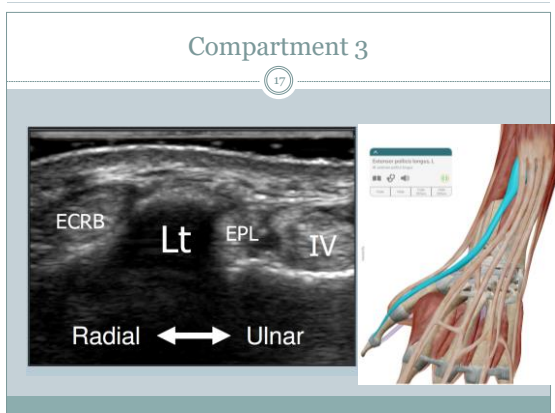 Compartment 3
17
ECRB
Lt
EPL
IV
Radial
Ulnar
Extensor pollicis longus, L